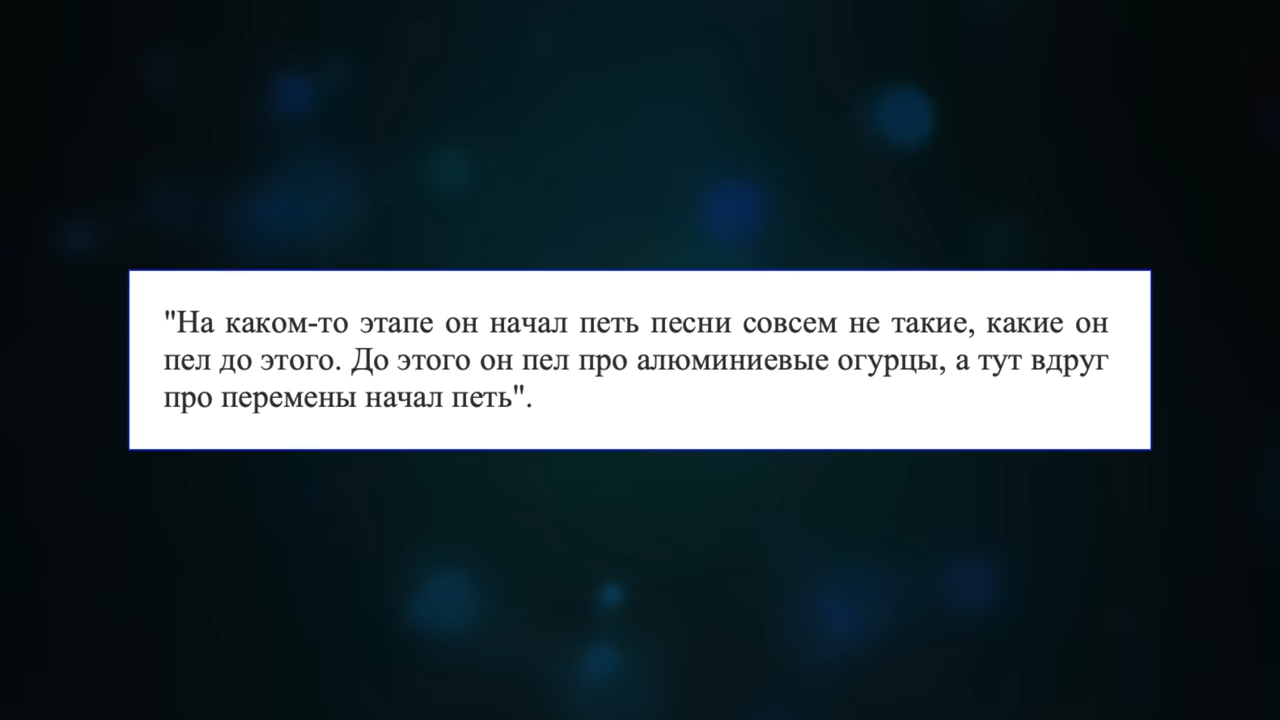 "На каком-то этапе он начал петь песни совсем не такие, какие он
пел до этого. До этого он пел про алюминиевые огурцы, а тут вдруг
про перемены начал петь".